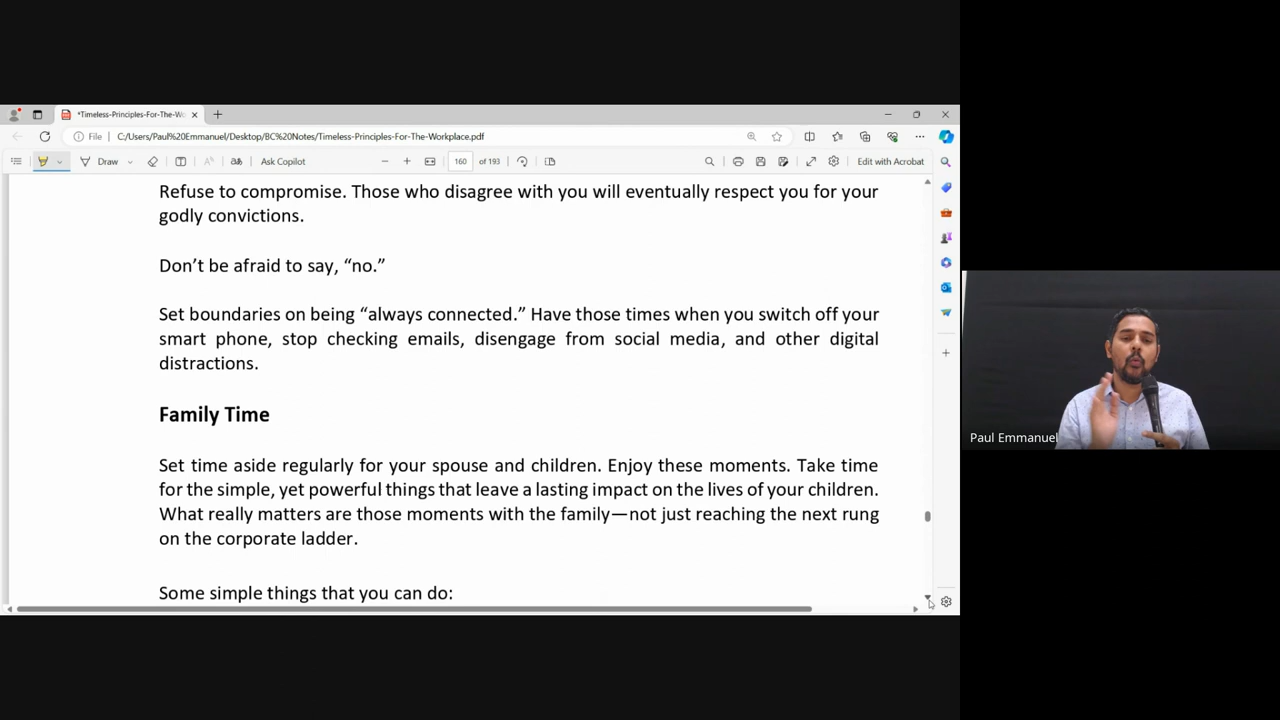 *Timeless-Principles-For-The-Wo
File
C:/Users/Paul%20Emmanuel/Desktop/BC%20Notes/Timeless-Principles-For-The-Workplace.pdf
Draw
Ask Copilot
160 of 193
Edit with Acrobat
Refuse to compromise. Those who disagree with you will eventually respect you for your
godly convictions.
Don’t be afraid to say, “no.”
Set boundaries on being “always connected.” Have those times when you switch off your
smart phone, stop checking emails, disengage from social media, and other digital
distractions.
Family Time
Set time aside regularly for your spouse and children. Enjoy these moments. Take time
for the simple, yet powerful things that leave a lasting impact on the lives of your children.
What really matters are those moments with the family—not just reaching the next rung
on the corporate ladder.
Some simple things that you can do:
Paul Emmanuel